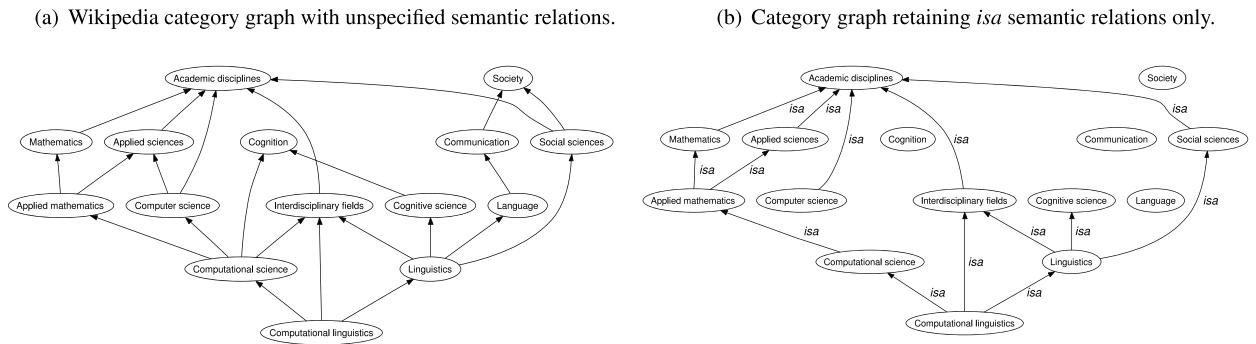 (a) Wikipedia category graph with unspecified semantic relations.
Academic disciplines
Society
Mathematics
Applied sciences
Cognition
Communication
Social sciences
Applied mathematics
Computer science
Interdisciplinary fields
Cognitive science
Language
Computational science
Linguistics
Computational linguistics
(b) Category graph retaining isa semantic relations only.
Academic disciplines
Society
isa
isa
isa
Mathematics
Applied sciences
isa
Cognition
isa
Communication
Social sciences
isa
isa
Applied mathematics
Computer science
Interdisciplinary fields
Cognitive science
Language
isa
isa
isa
isa
Computational science
isa
Linguistics
isa
isa
Computational linguistics